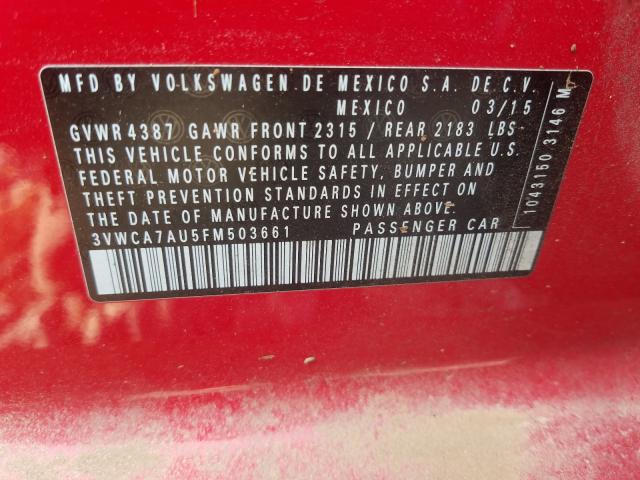 MFD BY VOLKSWAGEN DE MEXICO S.A. DE C.V.
MEXICO 03/15
GVWR 4387 GAWR FRONT 2315 / REAR 2183 LBS
THIS VEHICLE CONFORMS TO ALL APPLICABLE U.S.
FEDERAL MOTOR VEHICLE SAFETY, BUMPER AND
THEFT PREVENTION STANDARDS IN EFFECT ON
THE DATE OF MANUFACTURE SHOWN ABOVE.
3VWCA7AU5FM503661 PASSENGER CAR
1043150 3146 M